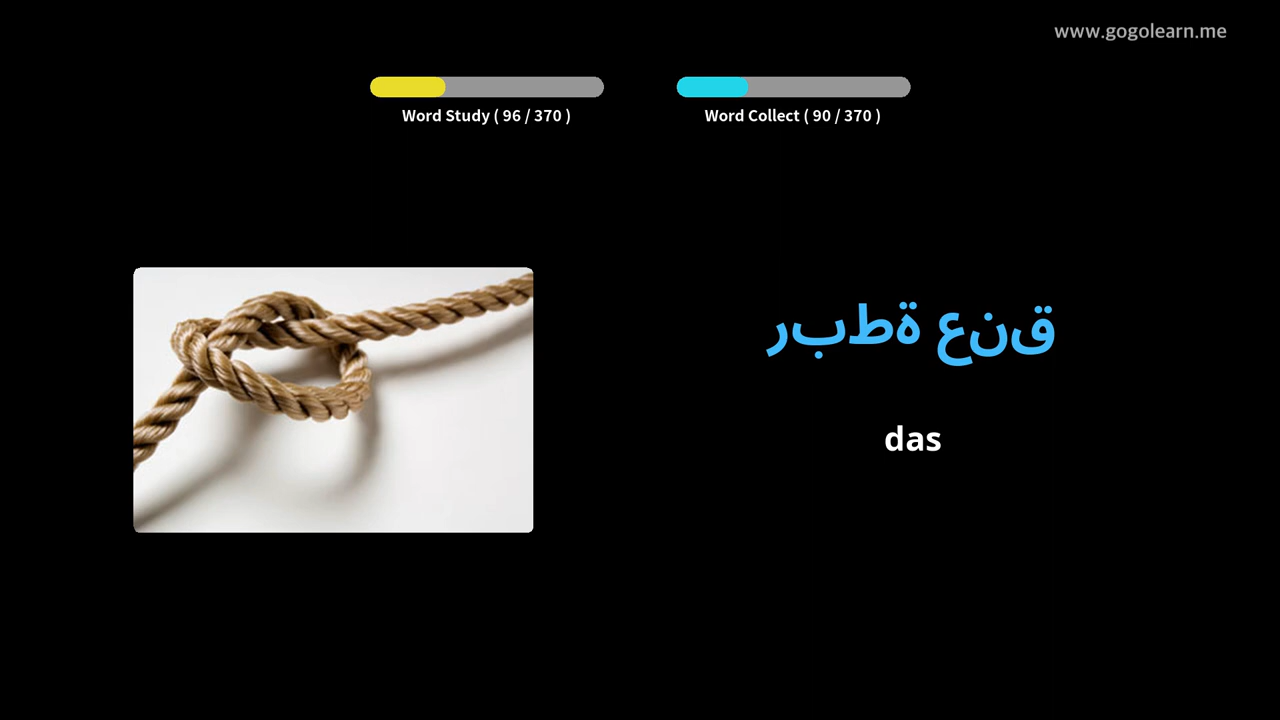 www.gogolearn.me
Word Study ( 96 / 370 )
Word Collect ( 90 / 370 )
ربطة عنق
das